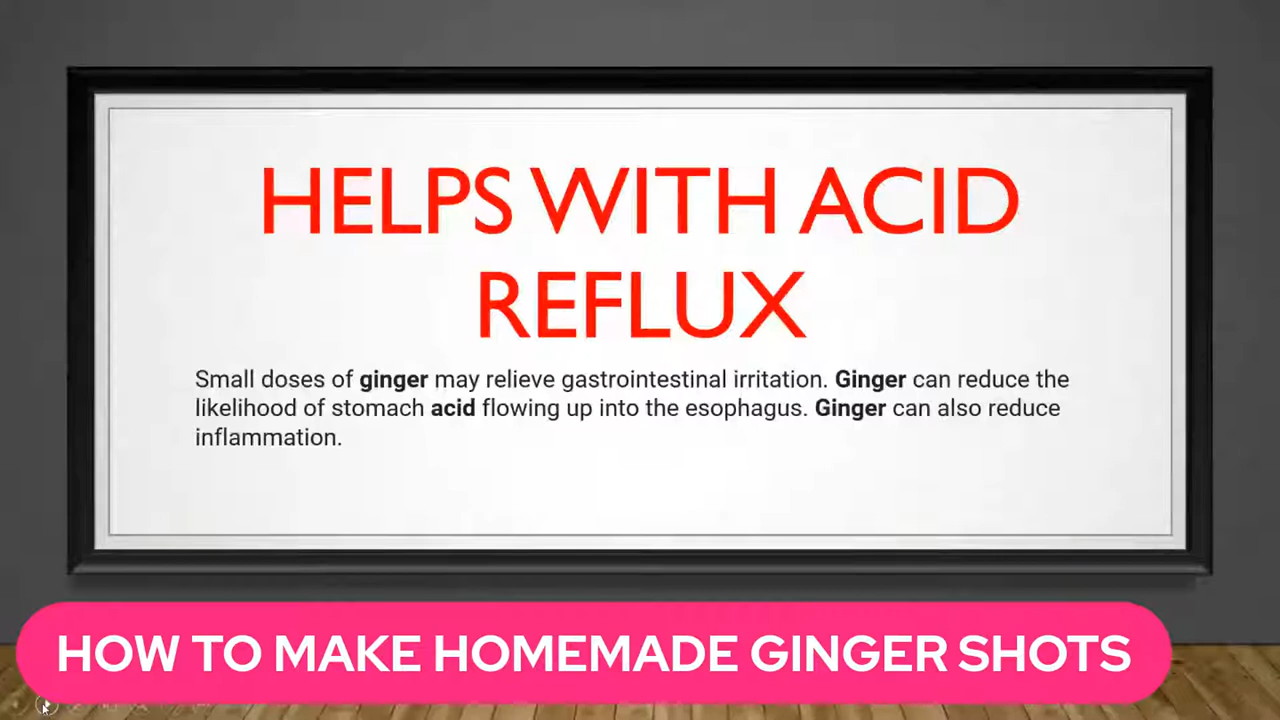 HELPS WITH ACID
REFLUX
Small doses of ginger may relieve gastrointestinal irritation. Ginger can reduce the
likelihood of stomach acid flowing up into the esophagus. Ginger can also reduce
inflammation.
HOW TO MAKE HOMEMADE GINGER SHOTS